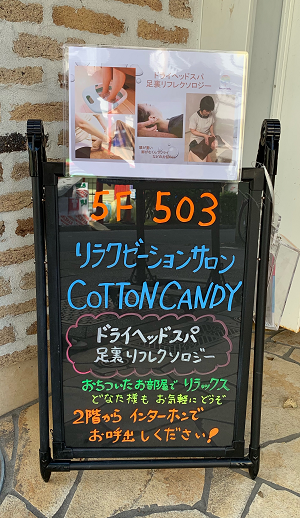 ドライヘッドスパ
足裏リフレクソロジー
5F 503
リラクゼーションサロン
COTTON CANDY
ドライヘッドスパ
足裏リフレクソロジー
おちついたお部屋で リラックス
どなた様も お気軽にどうぞ
2階から インターホンで
お呼出しください!